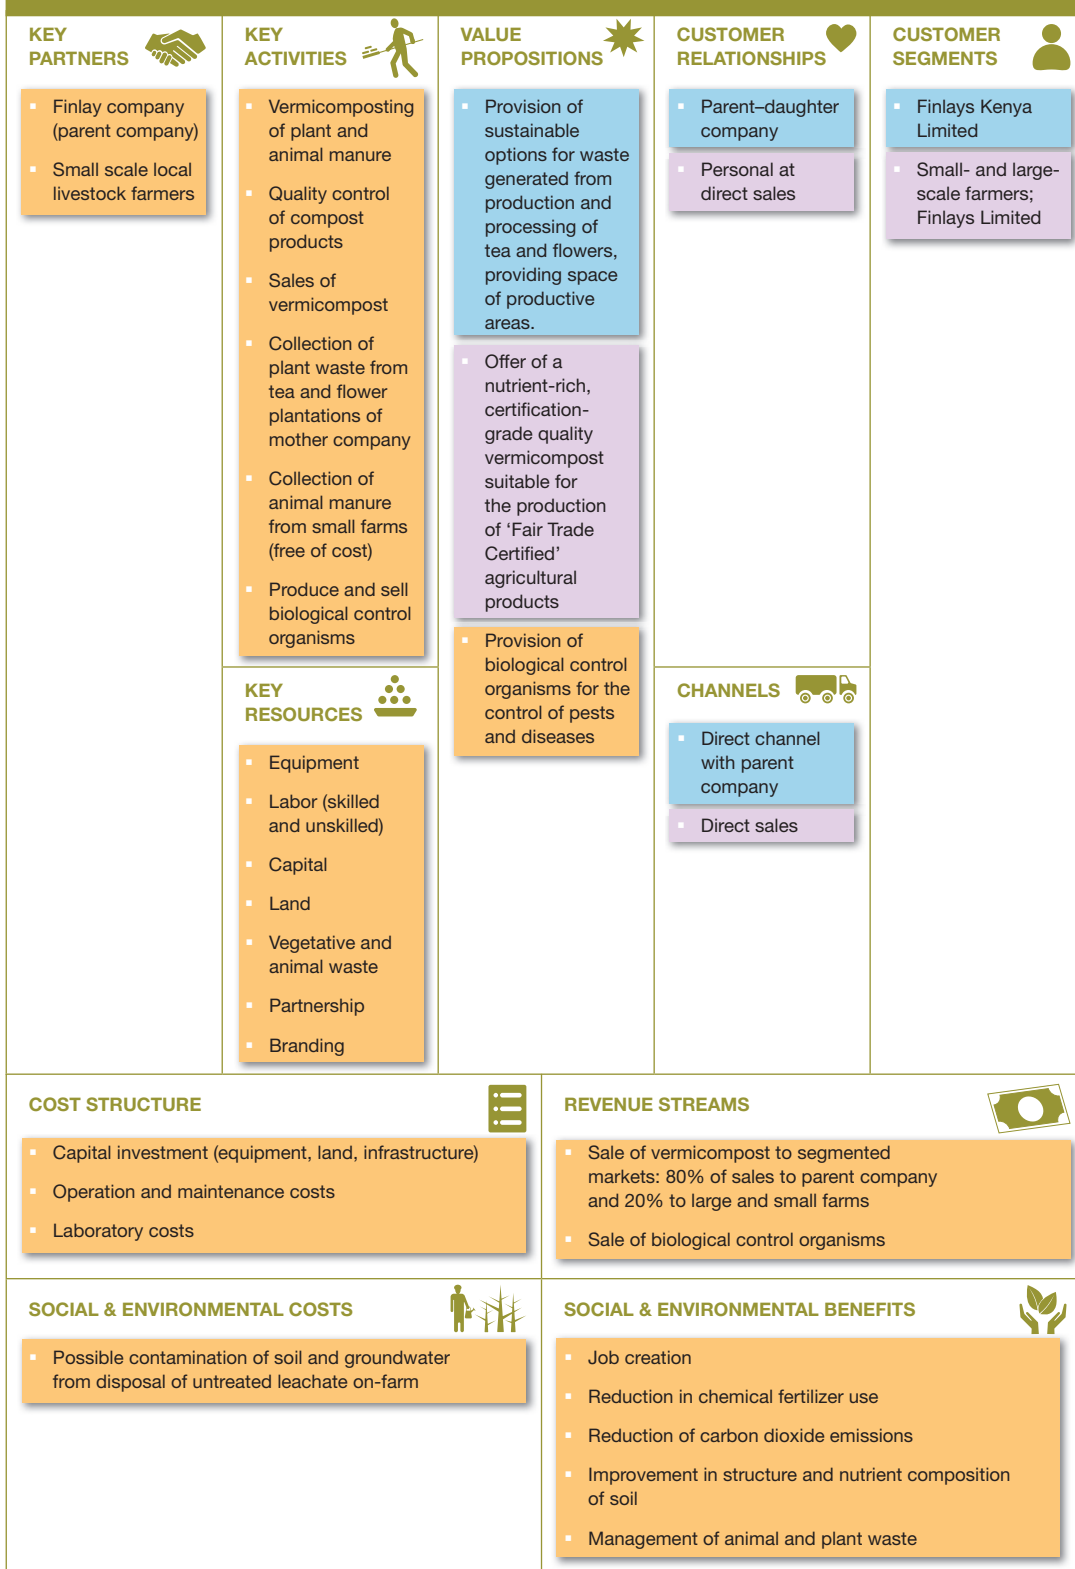 KEY
PARTNERS
Finlay company
(parent company)
Small scale local
livestock farmers
KEY
ACTIVITIES
Vermicomposting
of plant and
animal manure
Quality control
of compost
products
Sales of
vermicompost
Collection of
plant waste from
tea and flower
plantations of
mother company
Collection of
animal manure
from small farms
(free of cost)
Produce and sell
biological control
organisms
KEY
RESOURCES
Equipment
Labor (skilled
and unskilled)
Capital
Land
Vegetative and
animal waste
Partnership
Branding
VALUE
PROPOSITIONS
Provision of
sustainable
options for waste
generated from
production and
processing of
tea and flowers,
providing space
of productive
areas.
Offer of a
nutrient-rich,
certification-
grade quality
vermicompost
suitable for
the production
of ‘Fair Trade
Certified’
agricultural
products
Provision of
biological control
organisms for the
control of pests
and diseases
CUSTOMER
RELATIONSHIPS
Parent–daughter
company
Personal at
direct sales
CHANNELS
Direct channel
with parent
company
Direct sales
CUSTOMER
SEGMENTS
Finlays Kenya
Limited
Small- and large-
scale farmers;
Finlays Limited
COST STRUCTURE
Capital investment (equipment, land, infrastructure)
Operation and maintenance costs
Laboratory costs
REVENUE STREAMS
Sale of vermicompost to segmented
markets: 80% of sales to parent company
and 20% to large and small farms
Sale of biological control organisms
SOCIAL & ENVIRONMENTAL COSTS
Possible contamination of soil and groundwater
from disposal of untreated leachate on-farm
SOCIAL & ENVIRONMENTAL BENEFITS
Job creation
Reduction in chemical fertilizer use
Reduction of carbon dioxide emissions
Improvement in structure and nutrient composition
of soil
Management of animal and plant waste